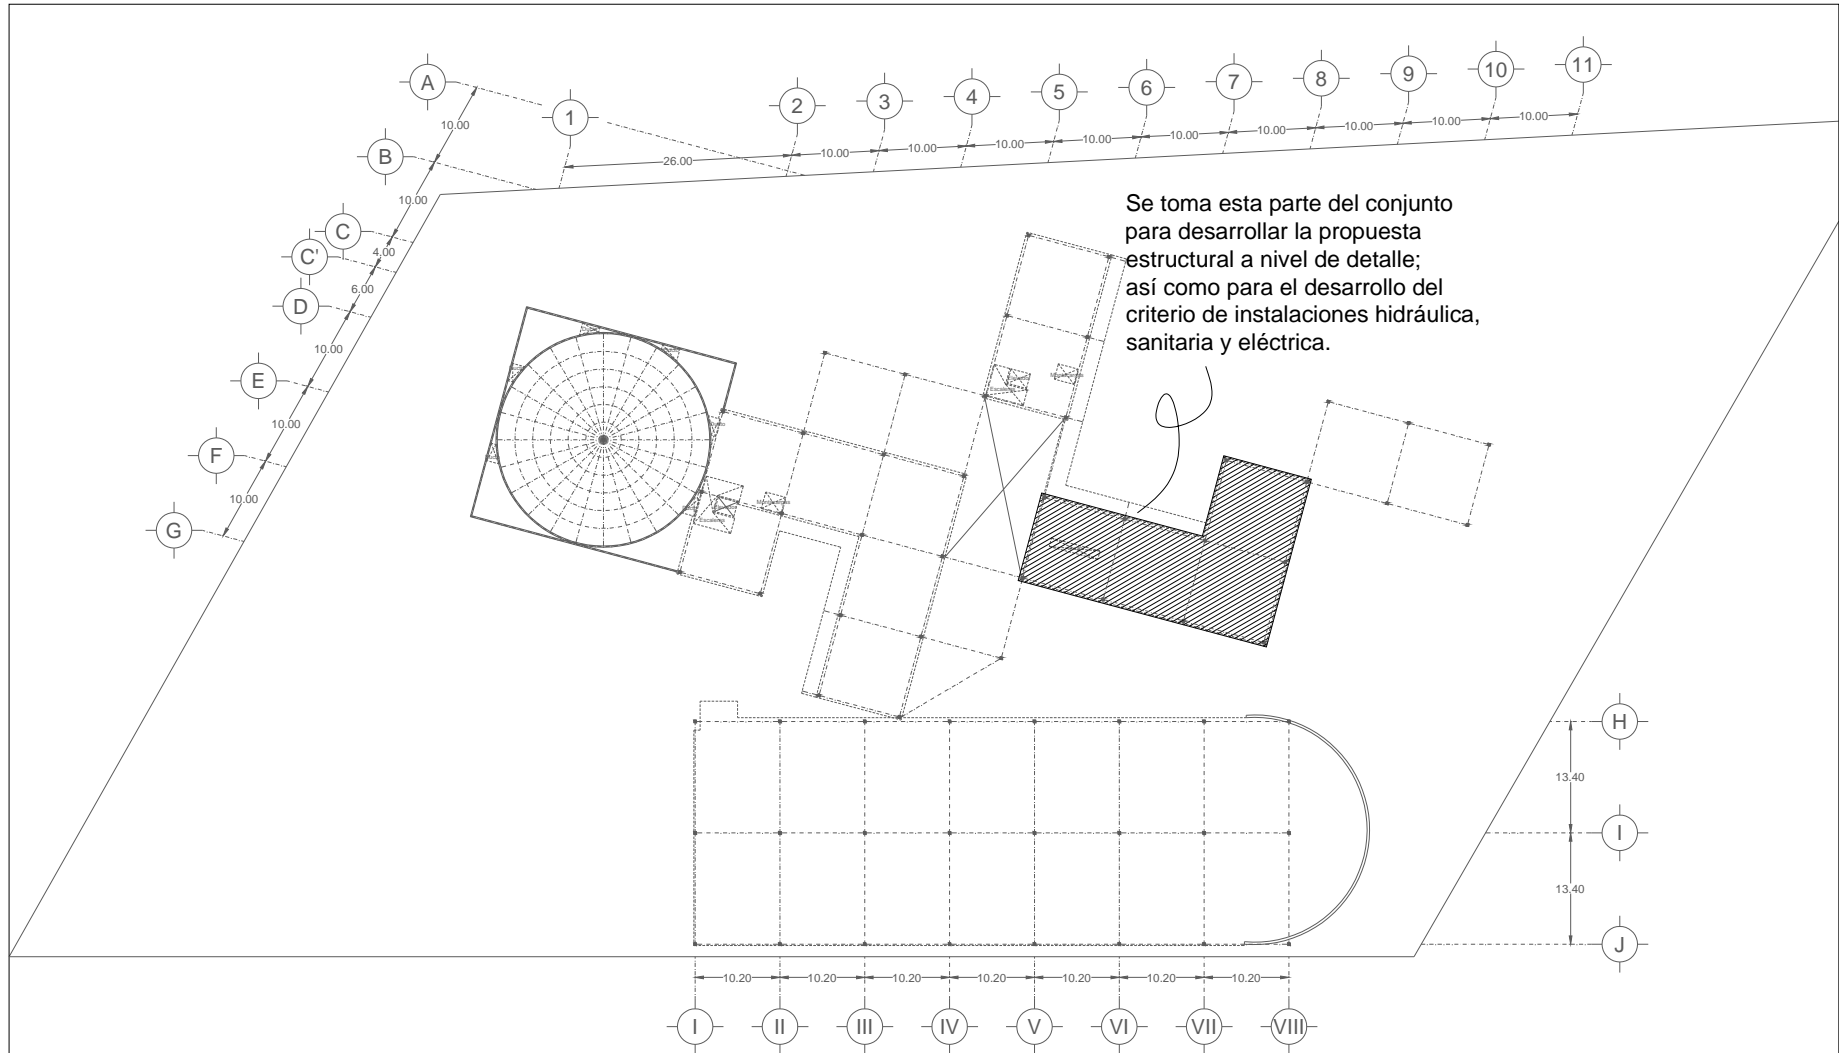 A
1
2
3
4
5
6
7
8
9
10
11
10.00
26.00
10.00
10.00
10.00
10.00
10.00
10.00
10.00
10.00
10.00
B
10.00
C
4.00
C'
6.00
D
10.00
E
10.00
F
10.00
G
Se toma esta parte del conjunto
para desarrollar la propuesta
estructural a nivel de detalle;
así como para el desarrollo del
criterio de instalaciones hidráulica,
sanitaria y eléctrica.
Escaleras
Escaleras
H
13.40
I
13.40
J
10.20
10.20
10.20
10.20
10.20
10.20
10.20
I
II
III
IV
V
VI
VII
VIII